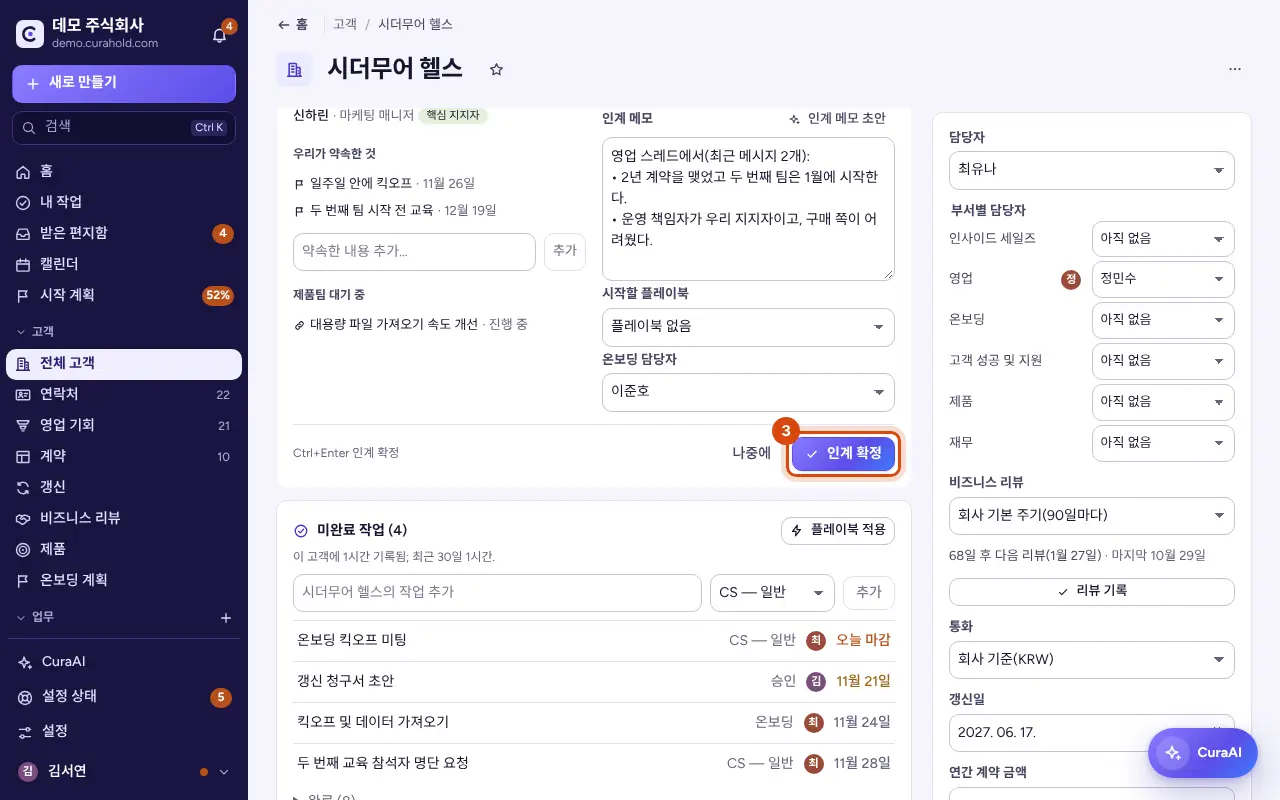 데모 주식회사
demo.curahold.com
4
새로 만들기
검색
Ctrl K
홈
내 작업
받은 편지함
4
캘린더
시작 계획
52%
고객
전체 고객
연락처
22
영업 기회
21
계약
10
갱신
비즈니스 리뷰
제품
온보딩 계획
업무
CuraAI
설정 상태
5
설정
김
김서연
← 홈
고객 / 시더무어 헬스
시더무어 헬스
신하린 · 마케팅 매니저 핵심 지지자
우리가 약속한 것
일주일 안에 킥오프 · 11월 26일
두 번째 팀 시작 전 교육 · 12월 19일
약속한 내용 추가...
추가
제품팀 대기 중
대용량 파일 가져오기 속도 개선 · 진행 중
인계 메모
인계 메모 초안
영업 스레드에서(최근 메시지 2개):
• 2년 계약을 맺었고 두 번째 팀은 1월에 시작한
다.
• 운영 책임자가 우리 지지자이고, 구매 쪽이 어
려웠다.
시작할 플레이북
플레이북 없음
온보딩 담당자
이준호
Ctrl+Enter 인계 확정
나중에
3
인계 확정
미완료 작업 (4)
플레이북 적용
이 고객에 1시간 기록됨; 최근 30일 1시간.
시더무어 헬스의 작업 추가
CS — 일반
추가
온보딩 킥오프 미팅
CS — 일반
최
오늘 마감
갱신 청구서 초안
승인
김
11월 21일
킥오프 및 데이터 가져오기
온보딩
최
11월 24일
두 번째 교육 참석자 명단 요청
CS — 일반
최
11월 28일
담당자
최유나
부서별 담당자
인사이드 세일즈
아직 없음
영업
정
정민수
온보딩
아직 없음
고객 성공 및 지원
아직 없음
제품
아직 없음
재무
아직 없음
비즈니스 리뷰
회사 기본 주기(90일마다)
68일 후 다음 리뷰(1월 27일) · 마지막 10월 29일
리뷰 기록
통화
회사 기준(KRW)
갱신일
2027. 06. 17.
연간 계약 금액
CuraAI